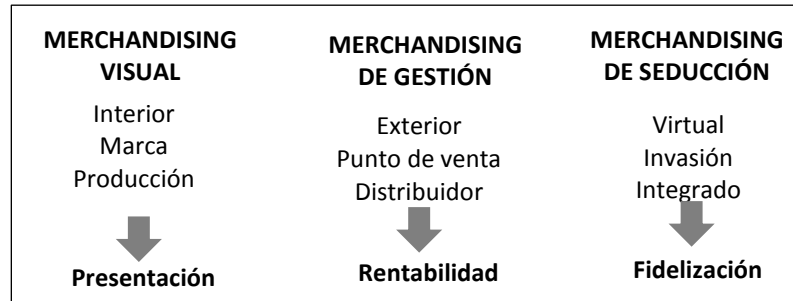 MERCHANDISING
VISUAL
Interior
Marca
Producción
Presentación
MERCHANDISING
DE GESTIÓN
Exterior
Punto de venta
Distribuidor
Rentabilidad
MERCHANDISING
DE SEDUCCIÓN
Virtual
Invasión
Integrado
Fidelización